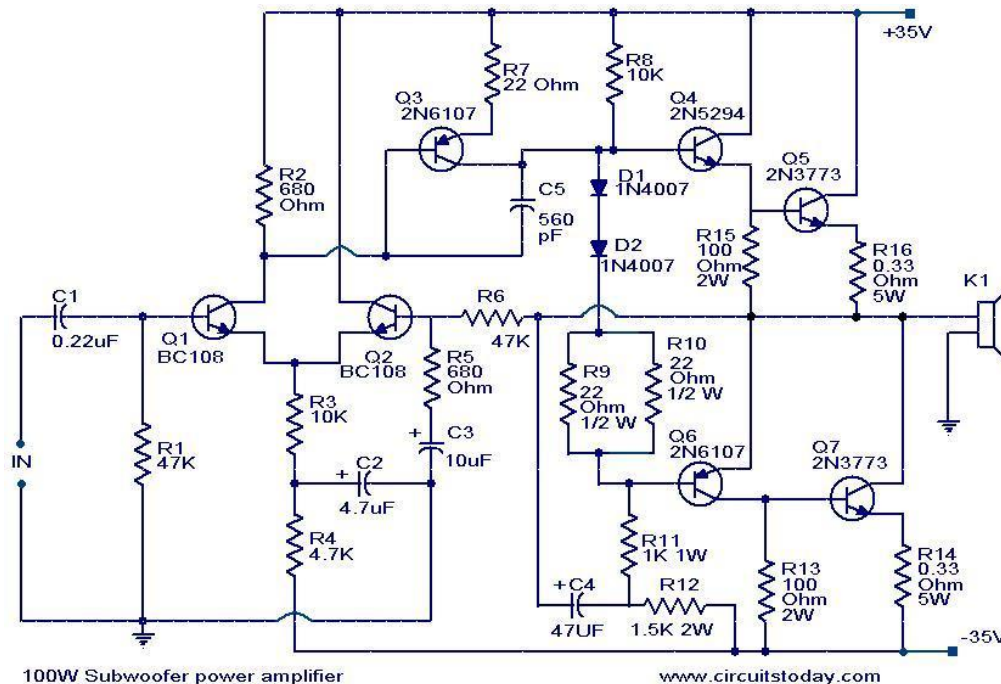 +35V
R7
22 Ohm
R8
10K
Q3
2N6107
Q4
2N5294
Q5
2N3773
R2
680
Ohm
D1
1N4007
C5
560
pF
D2
1N4007
R15
100
Ohm
2W
R16
0.33
Ohm
5W
K1
C1
0.22uF
Q1
BC108
Q2
BC108
R6
47K
R5
680
Ohm
R9
22
Ohm
1/2 W
R10
22
Ohm
1/2 W
R3
10K
+
C3
10uF
Q6
2N6107
Q7
2N3773
IN
R1
47K
+
C2
4.7uF
R4
4.7K
R11
1K 1W
R13
100
Ohm
2W
R14
0.33
Ohm
5W
+
C4
47UF
R12
1.5K 2W
-35V
100W Subwoofer power amplifier
www.circuitstoday.com